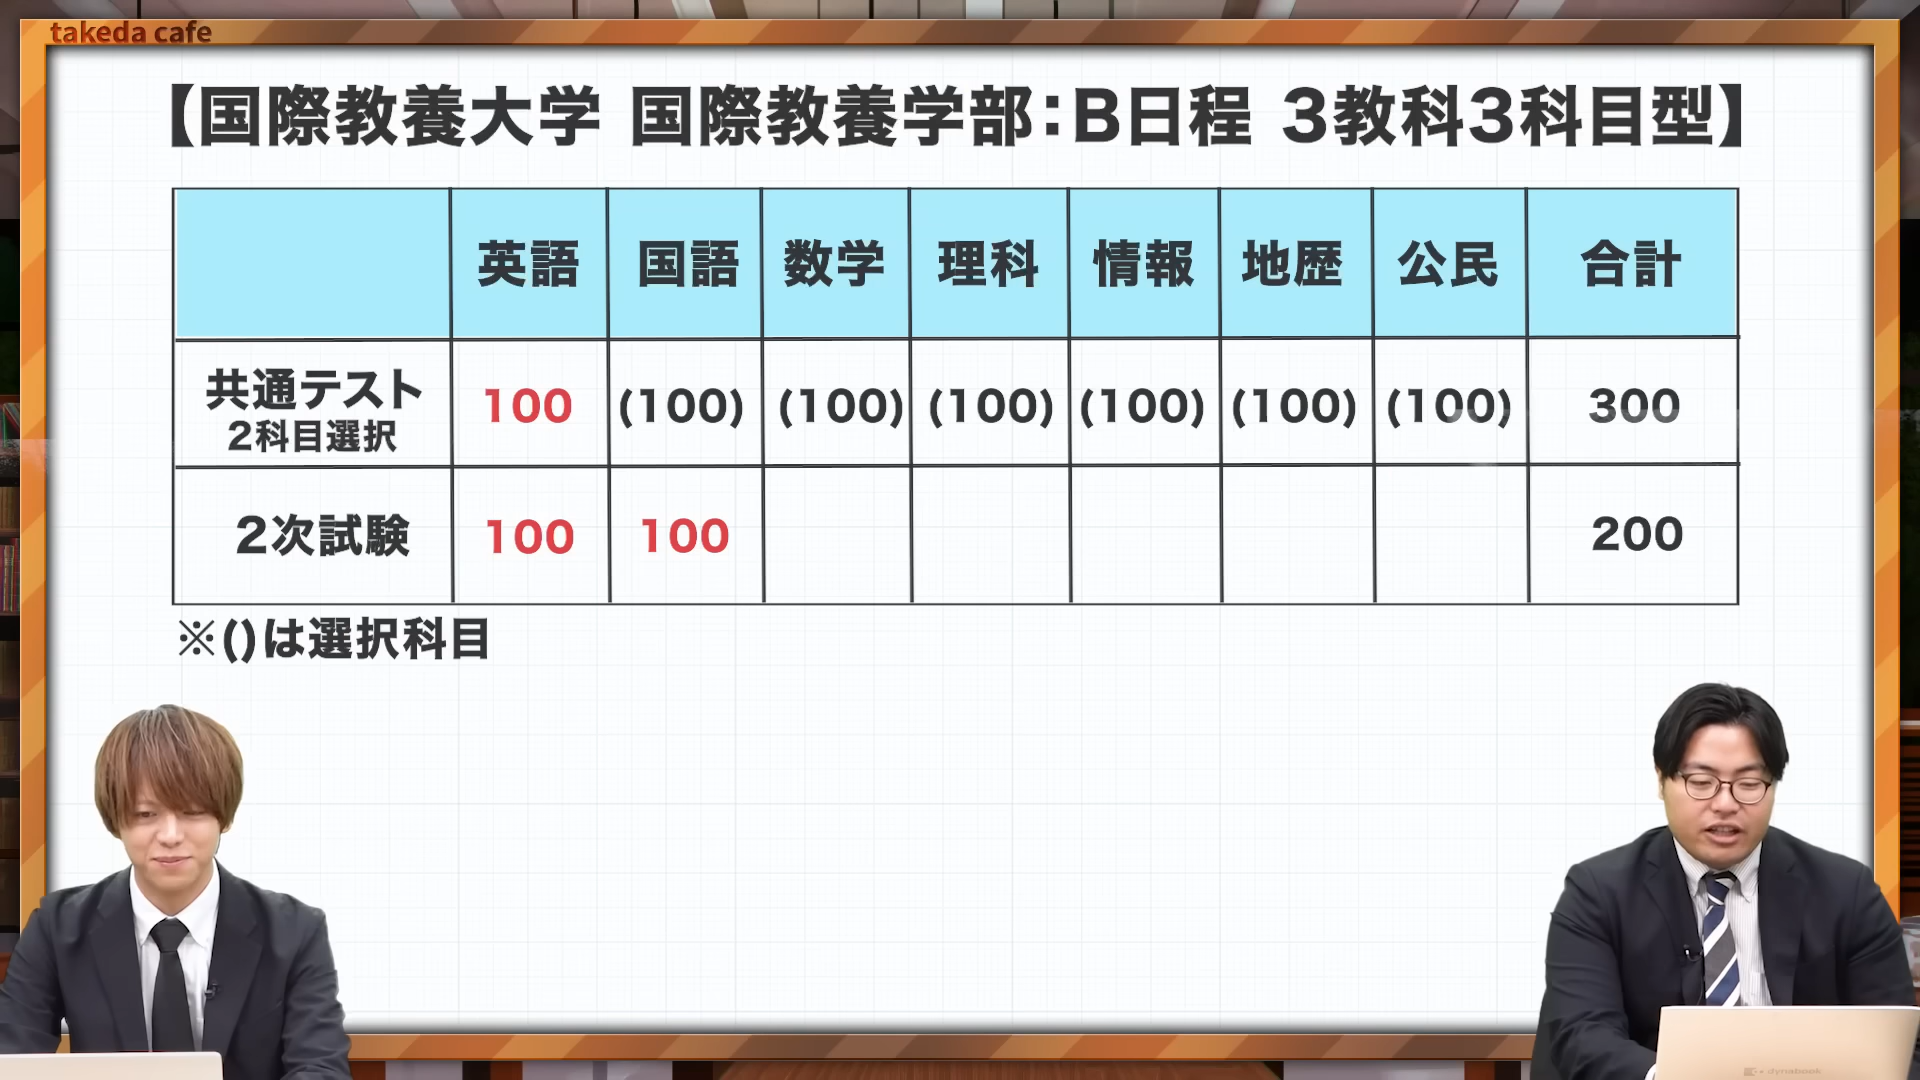 takeda cafe
【国際教養大学 国際教養学部：B日程 3教科3科目型】
英語 国語 数学 理科 情報 地歴 公民 合計
共通テスト 100 (100) (100) (100) (100) (100) (100) 300
2科目選択
2次試験 100 100 200
※()は選択科目
dynabook